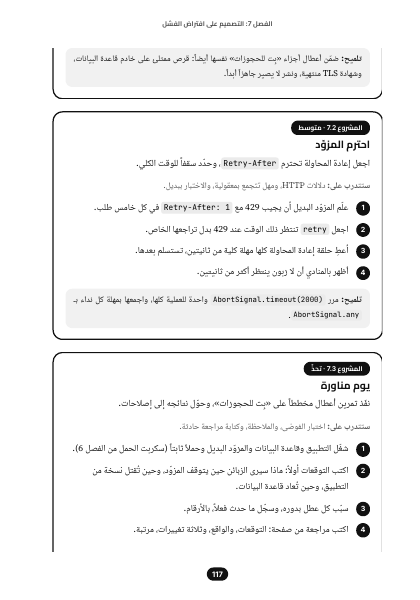 الفصل 7: التصميم على افتراض الفشل
تلميح: ضمّن أعطال أجزاء «بِت للحجوزات» نفسها أيضاً: قرص ممتلئ على خادم قاعدة البيانات،
وشهادة TLS منتهية، ونشر لا يصير جاهزاً أبداً.
المشروع 7.2 · متوسط
احترم المزوّد
اجعل إعادة المحاولة تحترم Retry-After، وحدّد سقفاً للوقت الكلي.
ستتدرب على: دلالات HTTP، ومهل تتجمع بمعقولية، والاختبار ببديل.
1 علّم المزوّد البديل أن يجيب 429 مع Retry-After: 1 في كل خامس طلب.
2 اجعل retry تنتظر ذلك الوقت عند 429 بدل تراجعها الخاص.
3 أعطِ حلقة إعادة المحاولة كلها مهلة كلية من ثانيتين، تستسلم بعدها.
4 أظهر بالمنادي أن لا زبون ينتظر أكثر من ثانيتين.
تلميح: مرر AbortSignal.timeout(2000) واحدة للعملية كلها، واجمعها بمهلة كل نداء بـ
AbortSignal.any.
المشروع 7.3 · تحدٍّ
يوم مناورة
نفّذ تمرين أعطال مخططاً على «بِت للحجوزات»، وحوّل نتائجه إلى إصلاحات.
ستتدرب على: اختبار الفوضى، والملاحظة، وكتابة مراجعة حادثة.
1 شغّل التطبيق وقاعدة البيانات والمزوّد البديل وحملاً ثابتاً (سكربت الحمل من الفصل 6).
2 اكتب التوقعات أولاً: ماذا سيرى الزبائن حين يتوقف المزوّد، وحين تُقتل نسخة من
التطبيق، وحين تُعاد قاعدة البيانات.
3 سبّب كل عطل بدوره، وسجّل ما حدث فعلاً، بالأرقام.
4 اكتب مراجعة من صفحة: التوقعات، والواقع، وثلاثة تغييرات، مرتبة.
117